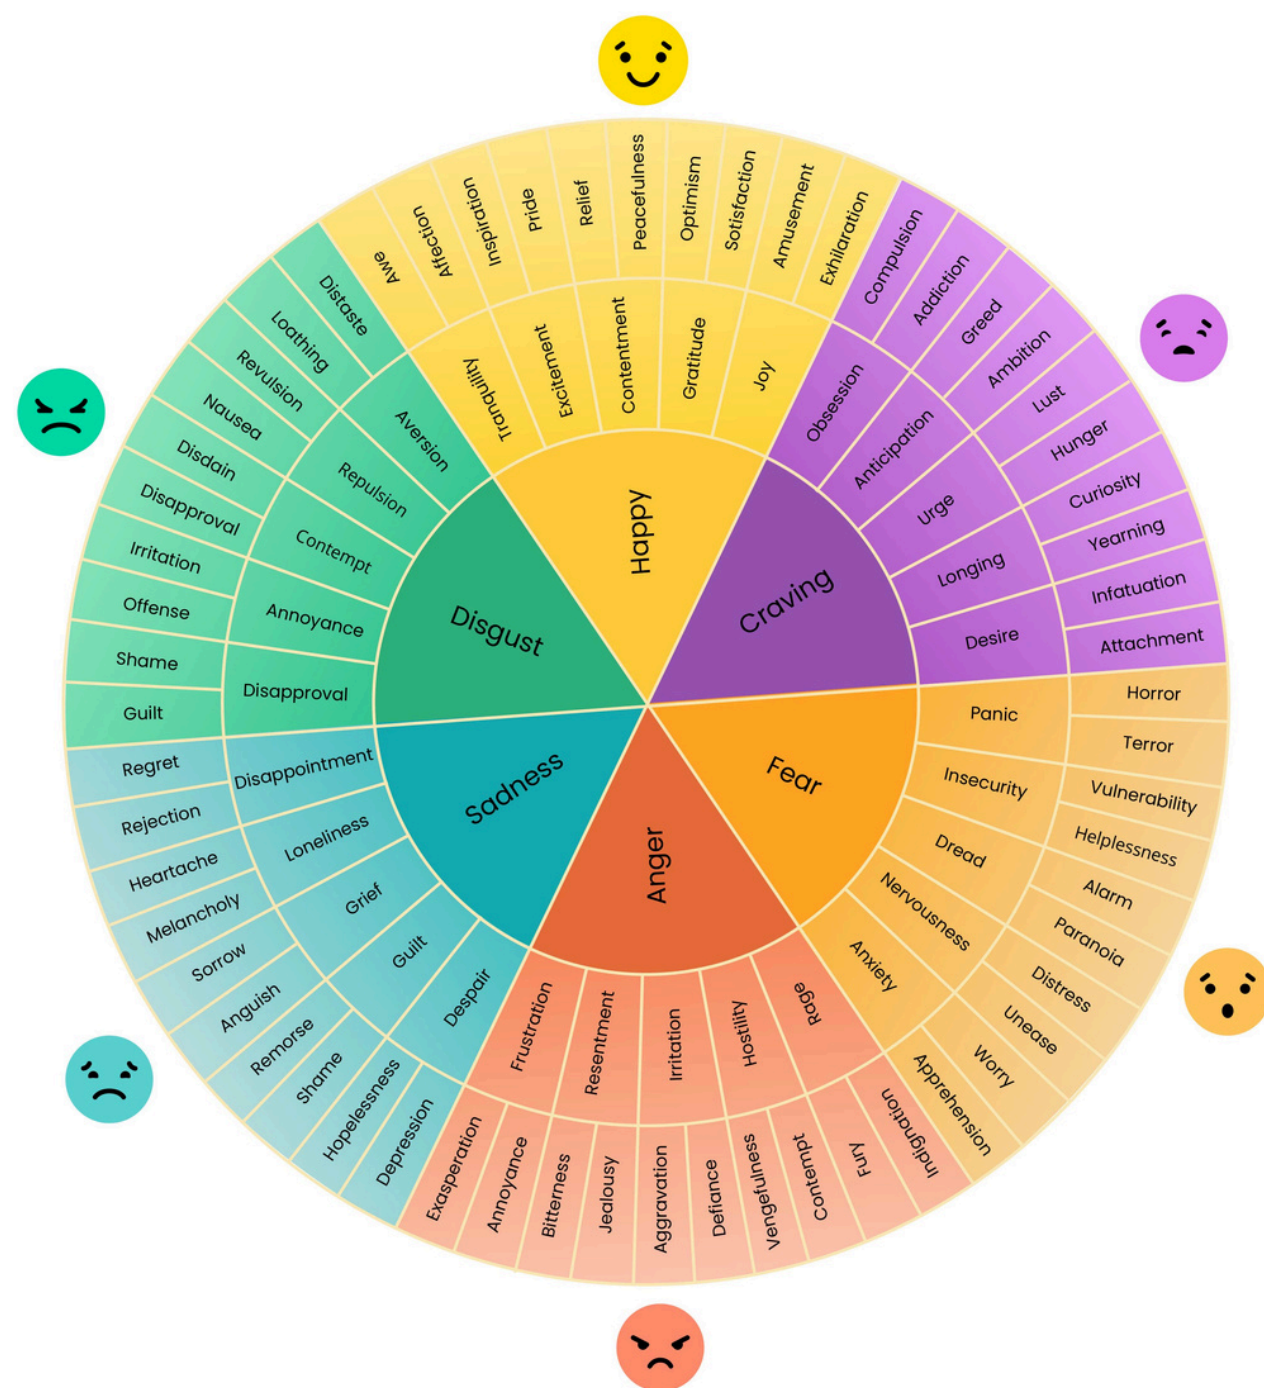 Happy
Tranquility
Excitement
Contentment
Gratitude
Joy
Awe
Affection
Inspiration
Pride
Relief
Peacefulness
Optimism
Sotisfaction
Amusement
Exhilaration
Craving
Obsession
Anticipation
Urge
Longing
Desire
Compulsion
Addiction
Greed
Ambition
Lust
Hunger
Curiosity
Yearning
Infatuation
Attachment
Fear
Panic
Insecurity
Dread
Nervousness
Anxiety
Horror
Terror
Vulnerability
Helplessness
Alarm
Paranoia
Distress
Unease
Worry
Apprehension
Anger
Rage
Hostility
Irritation
Resentment
Frustration
Indignation
Fury
Contempt
Vengefulness
Defiance
Aggravation
Jealousy
Bitterness
Annoyance
Exasperation
Sadness
Despair
Guilt
Grief
Loneliness
Disappointment
Depression
Hopelessness
Shame
Remorse
Anguish
Sorrow
Melancholy
Heartache
Rejection
Regret
Disgust
Disapproval
Annoyance
Contempt
Repulsion
Aversion
Guilt
Shame
Offense
Irritation
Disapproval
Disdain
Nausea
Revulsion
Loathing
Distaste